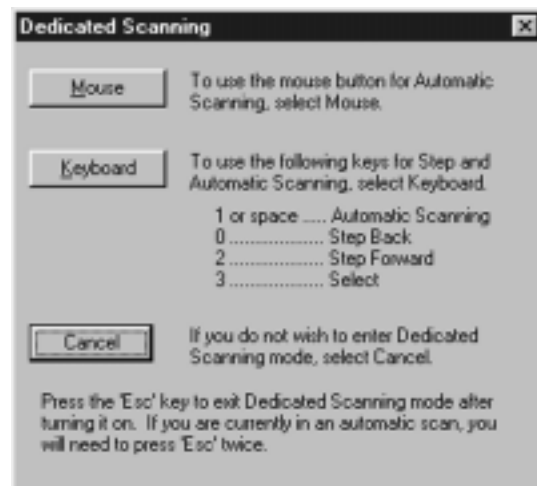 Dedicated Scanning
Mouse
To use the mouse button for Automatic
Scanning, select Mouse.
Keyboard
To use the following keys for Step and
Automatic Scanning, select Keyboard.
1 or space ..... Automatic Scanning
0 .................. Step Back
2 .................. Step Forward
3 .................. Select
Cancel
If you do not wish to enter Dedicated
Scanning mode, select Cancel.
Press the 'Esc' key to exit Dedicated Scanning mode after
turning it on. If you are currently in an automatic scan, you
will need to press 'Esc' twice.